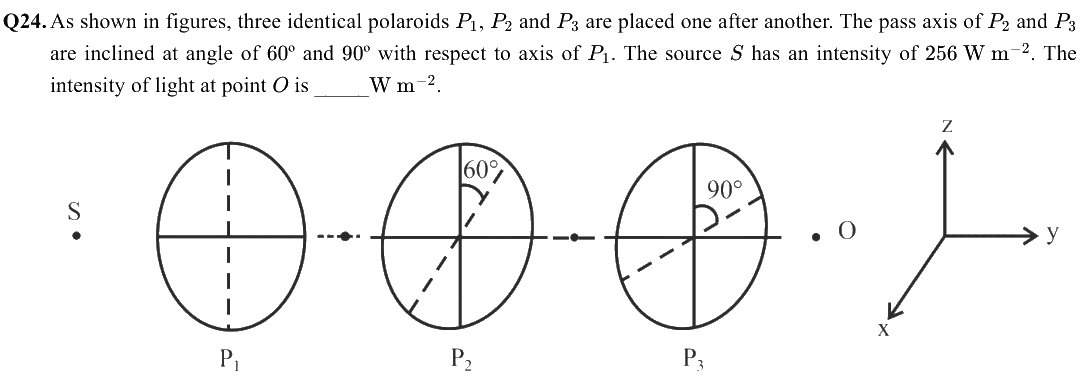 Q24. As shown in figures, three identical polaroids P₁, P₂ and P₃ are placed one after another. The pass axis of P₂ and P₃
are inclined at angle of 60º and 90º with respect to axis of P₁. The source S has an intensity of 256 W m⁻². The
intensity of light at point O is _____ W m⁻².
Z
60°
90°
S
O
y
X
P₁
P₂
P₃